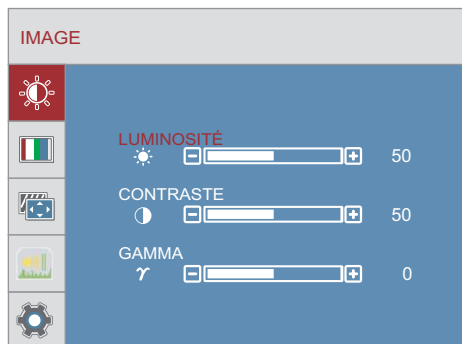 IMAGE
LUMINOSITÉ
50
CONTRASTE
50
GAMMA
γ 0